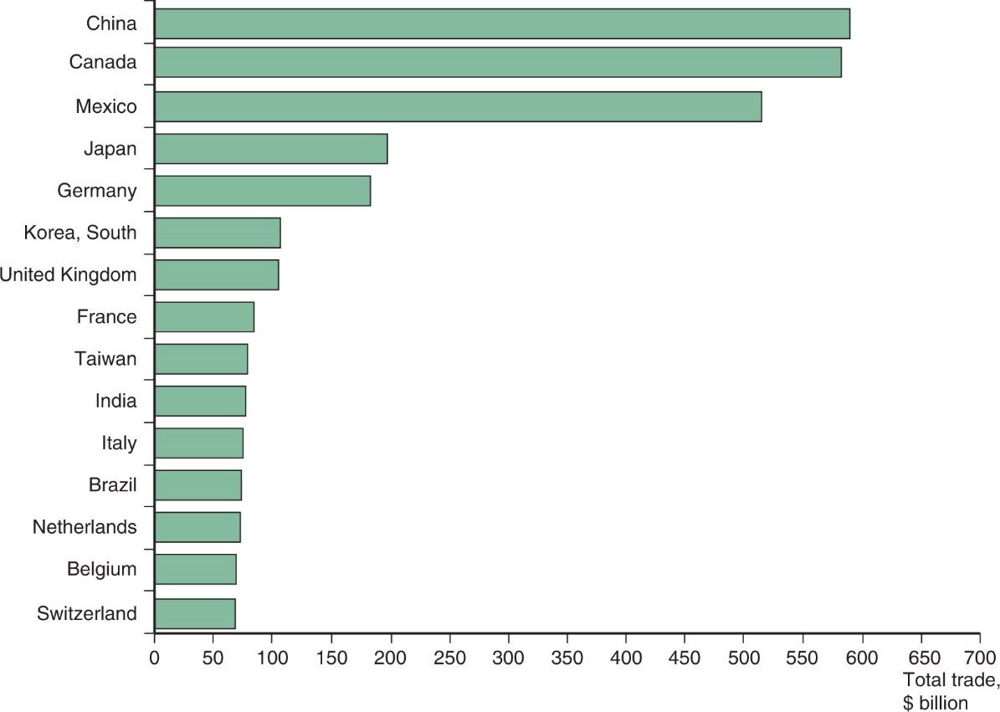 China
Canada
Mexico
Japan
Germany
Korea, South
United Kingdom
France
Taiwan
India
Italy
Brazil
Netherlands
Belgium
Switzerland
0 50 100 150 200 250 300 350 400 450 500 550 600 650 700
Total trade,
$ billion